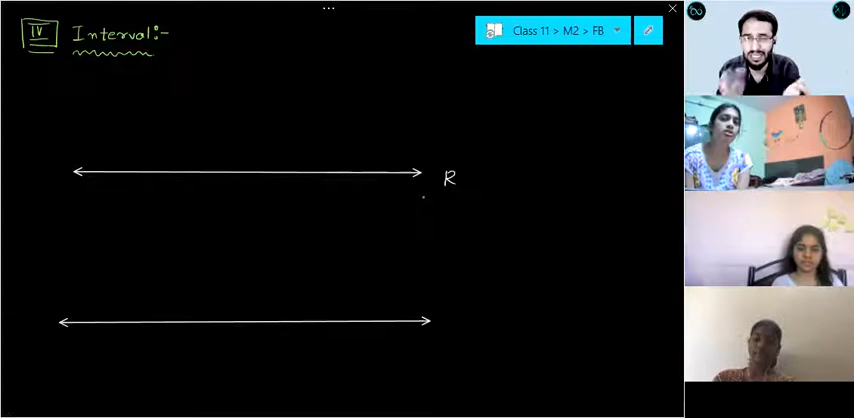 IV Interval:-
Class 11 > M2 > FB
R